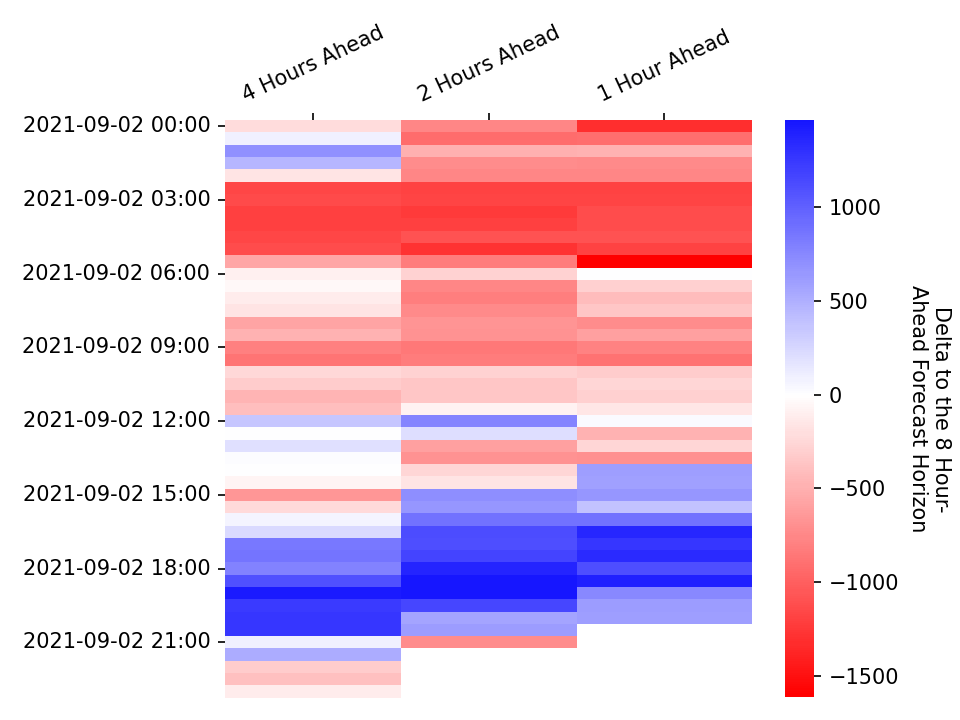 4 Hours Ahead
2 Hours Ahead
1 Hour Ahead
2021-09-02 00:00
2021-09-02 03:00
2021-09-02 06:00
2021-09-02 09:00
2021-09-02 12:00
2021-09-02 15:00
2021-09-02 18:00
2021-09-02 21:00
1000
500
0
−500
−1000
−1500
Delta to the 8 Hour-
Ahead Forecast Horizon